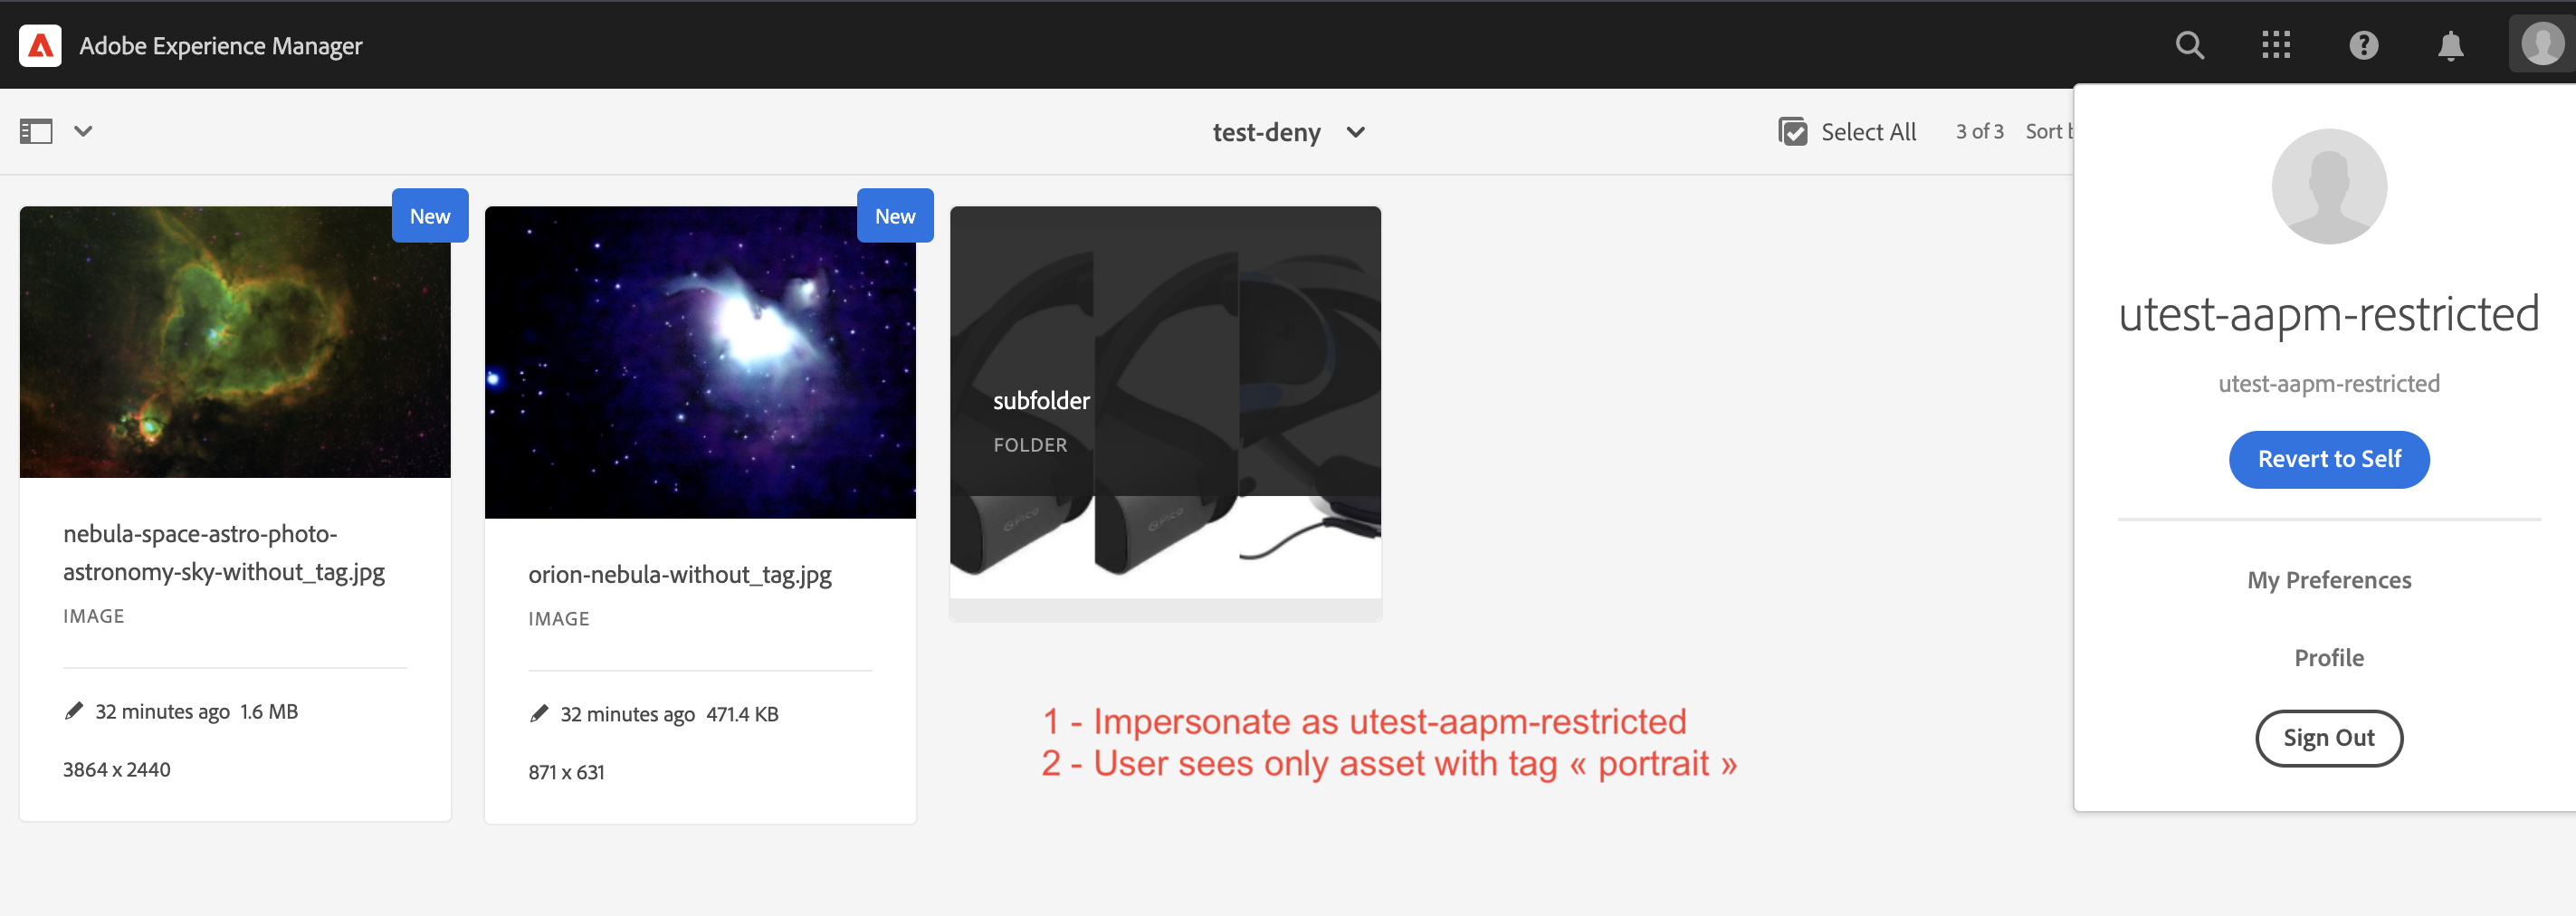 Adobe Experience Manager
test-deny
Select All 3 of 3 Sort b
New
nebula-space-astro-photo-
astronomy-sky-without_tag.jpg
IMAGE
32 minutes ago 1.6 MB
3864 x 2440
New
orion-nebula-without_tag.jpg
IMAGE
32 minutes ago 471.4 KB
871 x 631
subfolder
FOLDER
Pico
Pico
1 - Impersonate as utest-aapm-restricted
2 - User sees only asset with tag « portrait »
utest-aapm-restricted
utest-aapm-restricted
Revert to Self
My Preferences
Profile
Sign Out